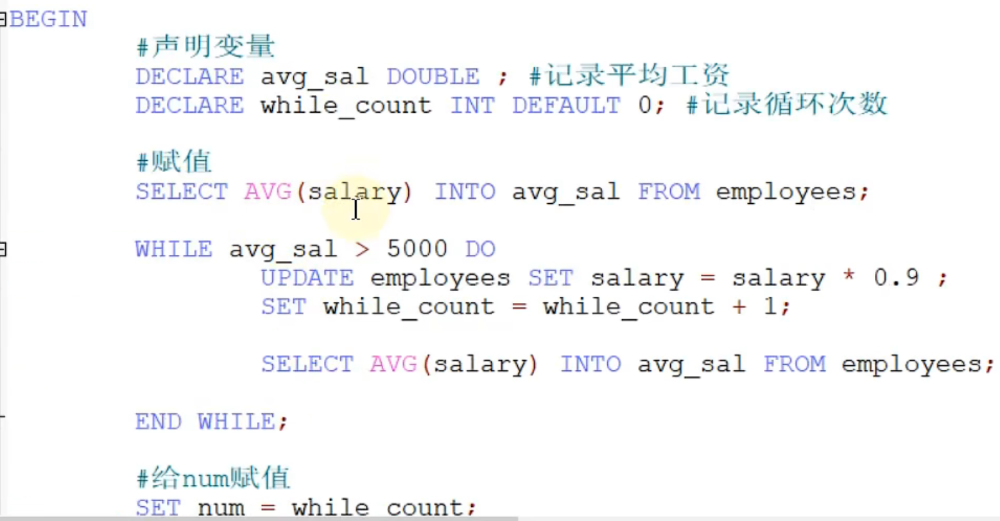 BEGIN
#声明变量
DECLARE avg_sal DOUBLE ; #记录平均工资
DECLARE while_count INT DEFAULT 0; #记录循环次数
#赋值
SELECT AVG(salary) INTO avg_sal FROM employees;
WHILE avg_sal > 5000 DO
UPDATE employees SET salary = salary * 0.9 ;
SET while_count = while_count + 1;
SELECT AVG(salary) INTO avg_sal FROM employees;
END WHILE;
#给num赋值
SET num = while_count;